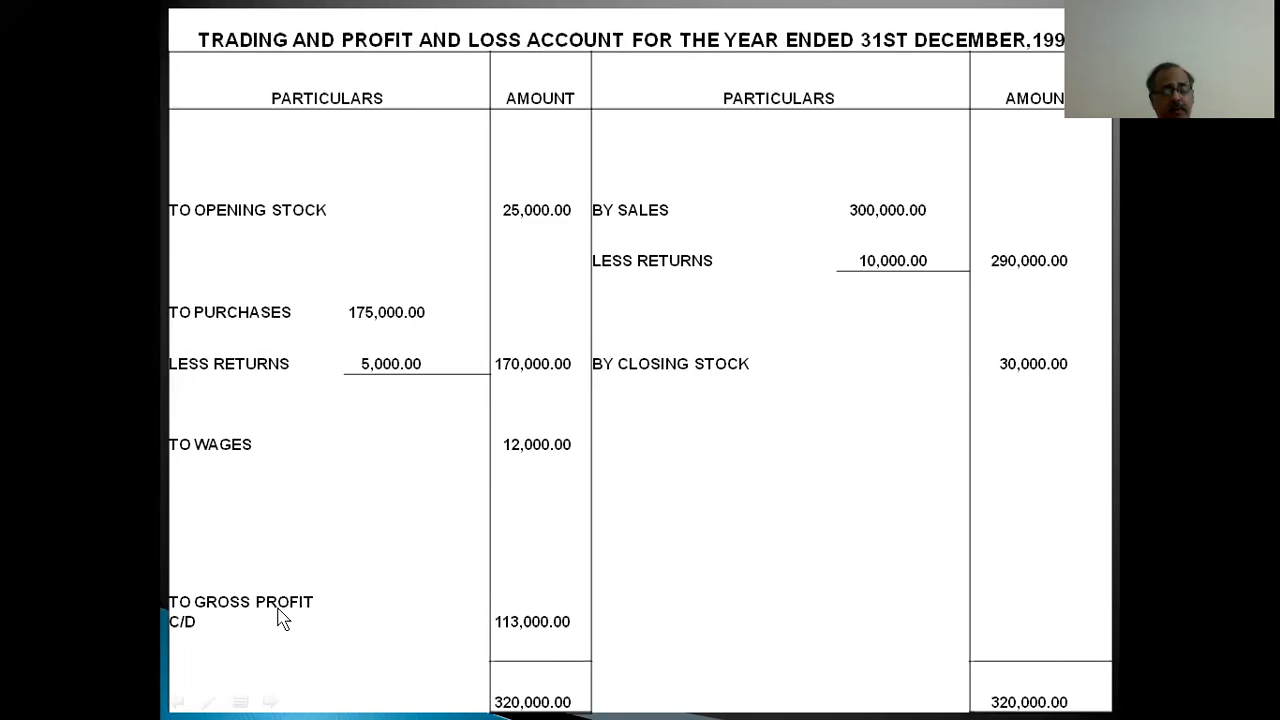 TRADING AND PROFIT AND LOSS ACCOUNT FOR THE YEAR ENDED 31ST DECEMBER,199
PARTICULARS AMOUNT PARTICULARS AMOUN
TO OPENING STOCK 25,000.00 BY SALES 300,000.00
LESS RETURNS 10,000.00 290,000.00
TO PURCHASES 175,000.00
LESS RETURNS 5,000.00 170,000.00 BY CLOSING STOCK 30,000.00
TO WAGES 12,000.00
TO GROSS PROFIT
C/D 113,000.00
320,000.00 320,000.00